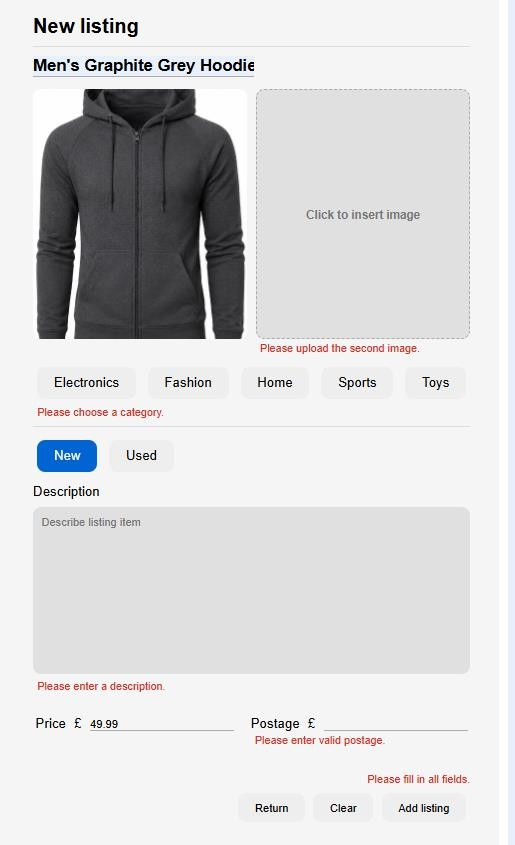 New listing
Men's Graphite Grey Hoodie
Click to insert image
Please upload the second image.
Electronics Fashion Home Sports Toys
Please choose a category.
New Used
Description
Describe listing item
Please enter a description.
Price £ 49.99 Postage £
Please enter valid postage.
Please fill in all fields.
Return Clear Add listing